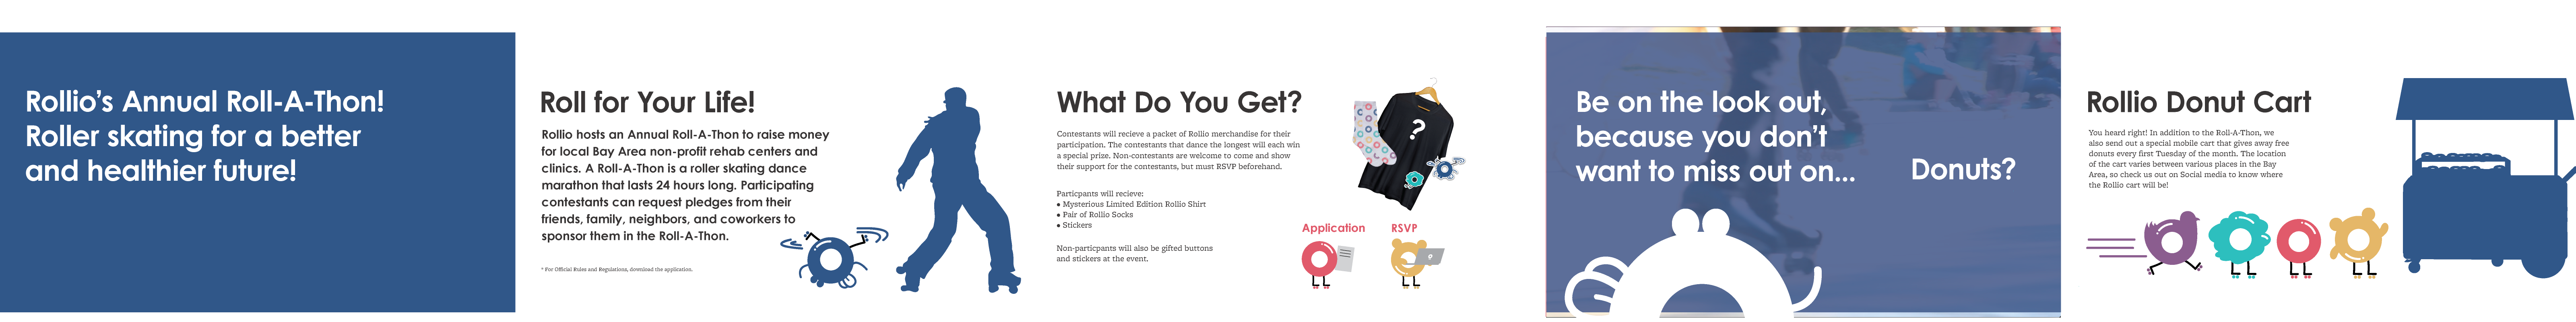 Rollio's Annual Roll-A-Thon!
Roller skating for a better
and healthier future!
Roll for Your Life!
Rollio hosts an Annual Roll-A-Thon to raise money
for local Bay Area non-profit rehab centers and
clinics. A Roll-A-Thon is a roller skating dance
marathon that lasts 24 hours long. Participating
contestants can request pledges from their
friends, family, neighbors, and coworkers to
sponsor them in the Roll-A-Thon.
* For Official Rules and Regulations, download the application.
What Do You Get?
Contestants will recieve a packet of Rollio merchandise for their
participation. The contestants that dance the longest will each win
a special prize. Non-contestants are welcome to come and show
their support for the contestants, but must RSVP beforehand.
Particpants will recieve:
• Mysterious Limited Edition Rollio Shirt
• Pair of Rollio Socks
• Stickers
Non-particpants will also be gifted buttons
and stickers at the event.
?
Application
RSVP
Be on the look out,
because you don't
want to miss out on...
Donuts?
Rollio Donut Cart
You heard right! In addition to the Roll-A-Thon, we
also send out a special mobile cart that gives away free
donuts every first Tuesday of the month. The location
of the cart varies between various places in the Bay
Area, so check us out on Social media to know where
the Rollio cart will be!